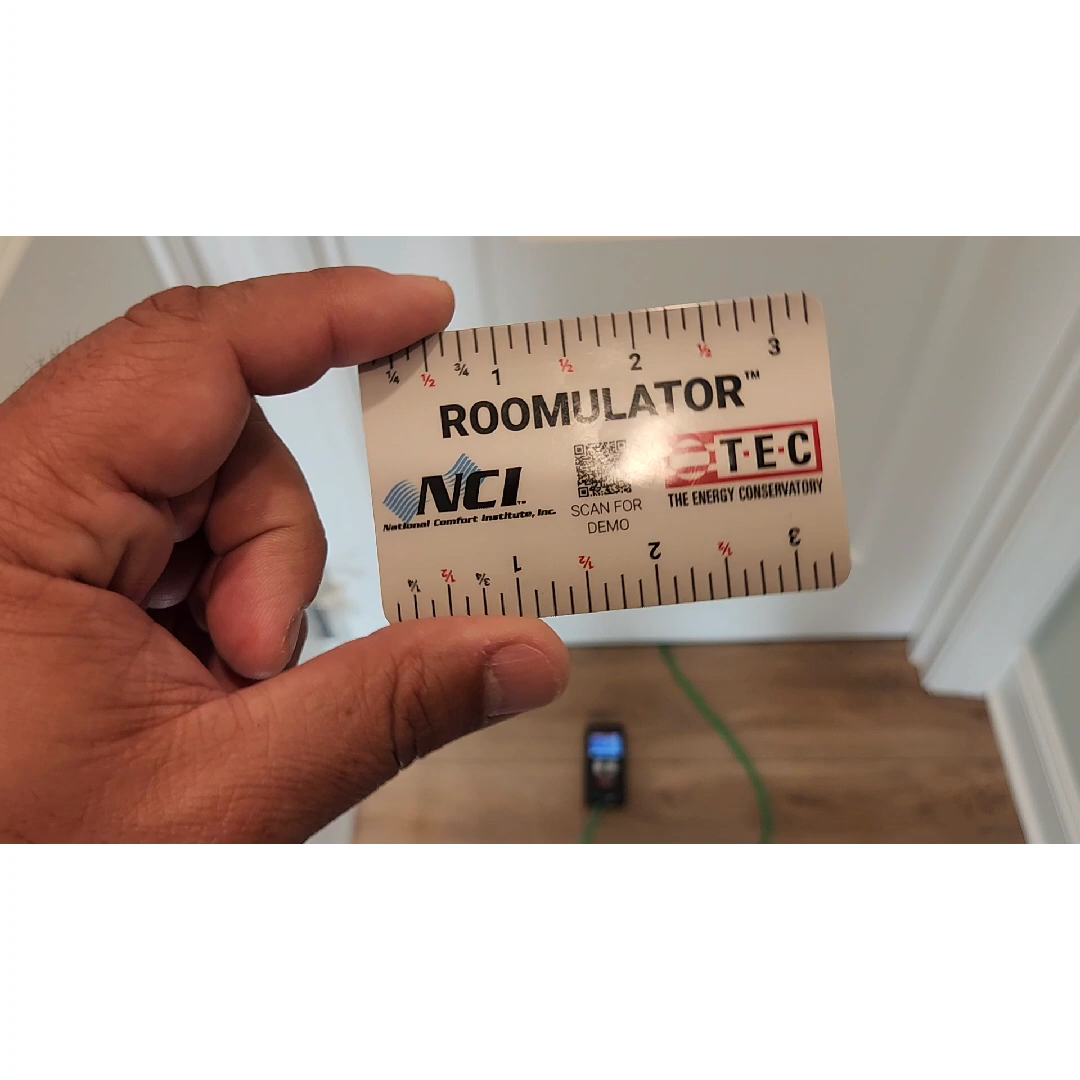 ¼ ½ ¾ 1 ½ 2 ½ 3
ROOMULATOR™
NCI™
National Comfort Institute, Inc.
SCAN FOR
DEMO
T·E·C
THE ENERGY CONSERVATORY
¼ ½ ¾ 1 ½ 2 ½ 3